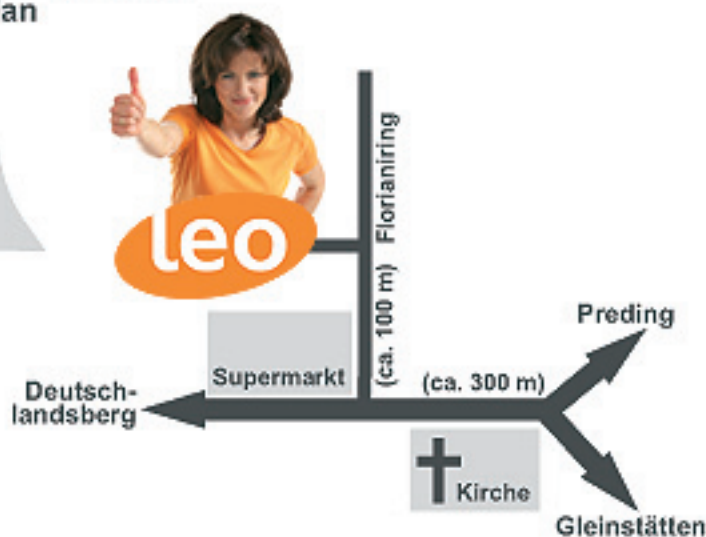 an
leo
Florianiring
(ca. 100 m)
Preding
Supermarkt
(ca. 300 m)
Deutsch-
landsberg
Kirche
Gleinstätten